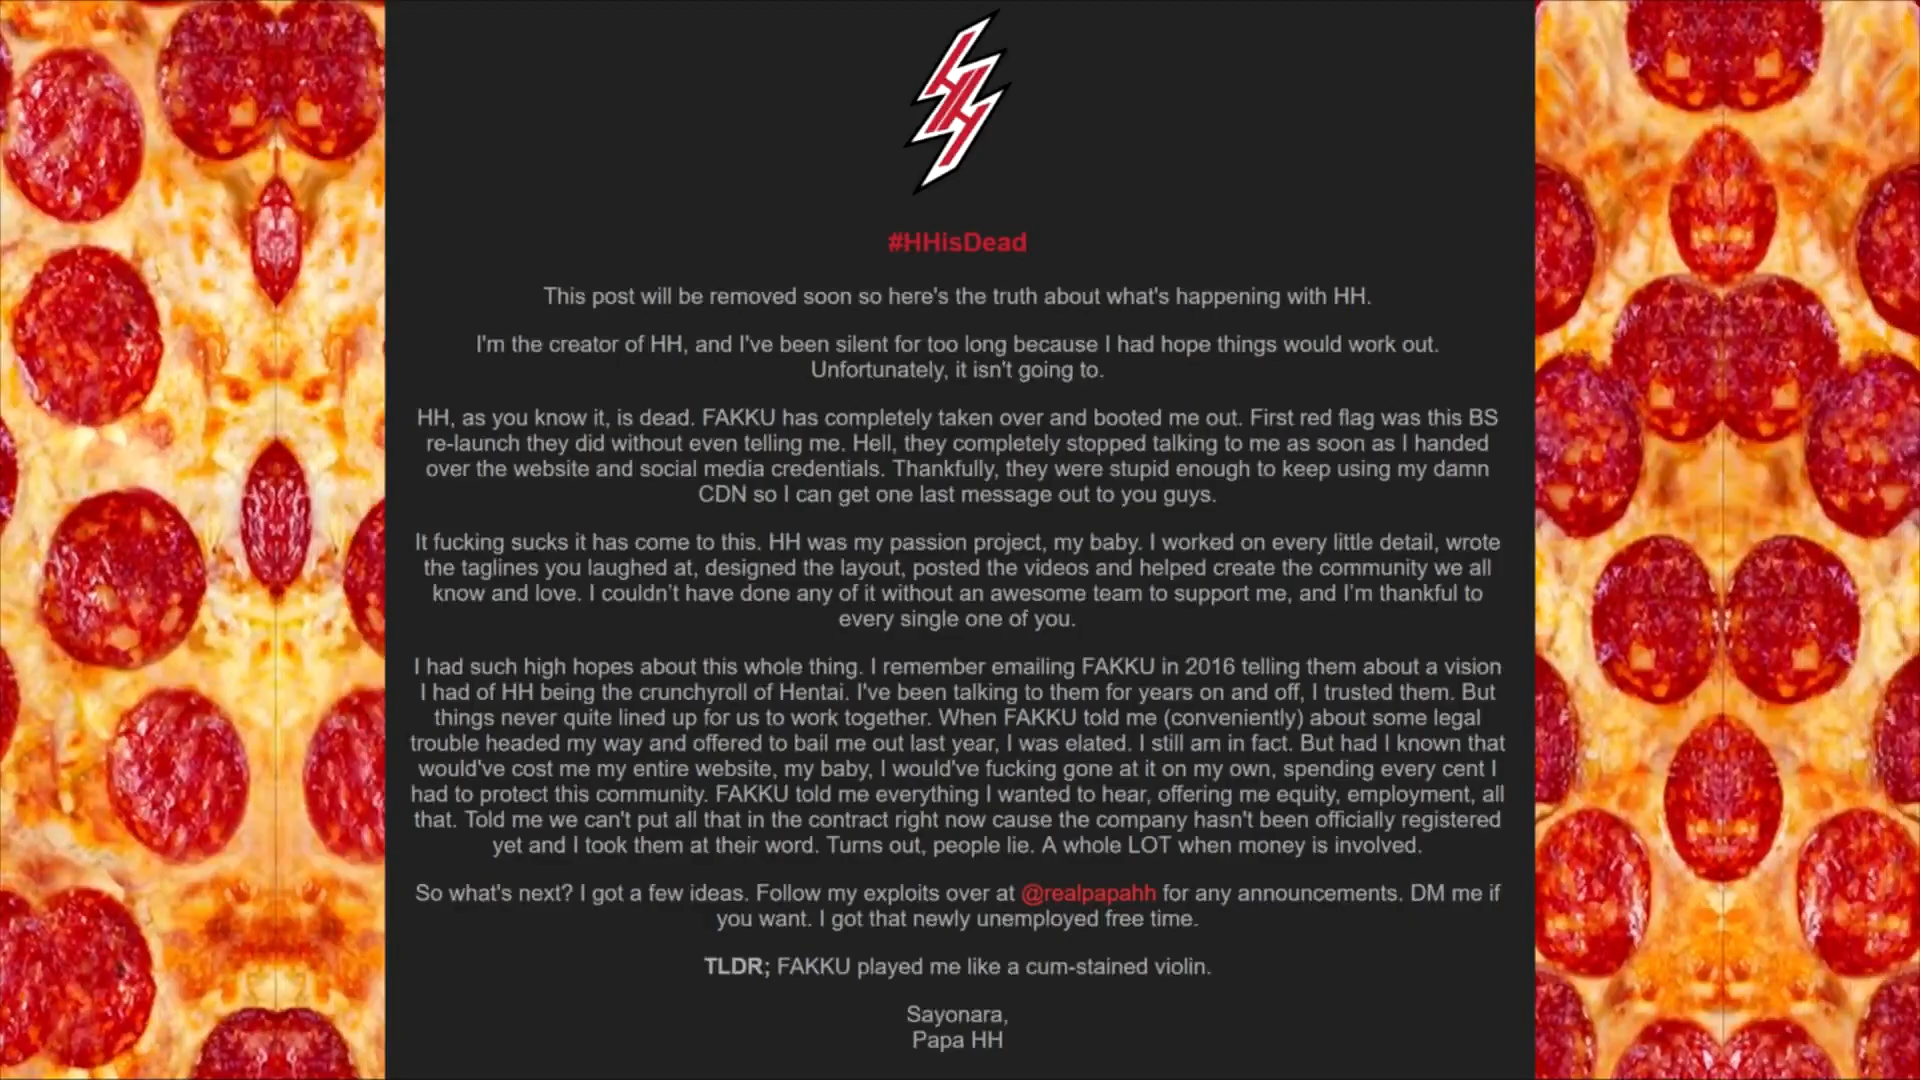 HH
#HHisDead
This post will be removed soon so here's the truth about what's happening with HH.
I'm the creator of HH, and I've been silent for too long because I had hope things would work out.
Unfortunately, it isn't going to.
HH, as you know it, is dead. FAKKU has completely taken over and booted me out. First red flag was this BS
re-launch they did without even telling me. Hell, they completely stopped talking to me as soon as I handed
over the website and social media credentials. Thankfully, they were stupid enough to keep using my damn
CDN so I can get one last message out to you guys.
It fucking sucks it has come to this. HH was my passion project, my baby. I worked on every little detail, wrote
the taglines you laughed at, designed the layout, posted the videos and helped create the community we all
know and love. I couldn't have done any of it without an awesome team to support me, and I'm thankful to
every single one of you.
I had such high hopes about this whole thing. I remember emailing FAKKU in 2016 telling them about a vision
I had of HH being the crunchyroll of Hentai. I've been talking to them for years on and off, I trusted them. But
things never quite lined up for us to work together. When FAKKU told me (conveniently) about some legal
trouble headed my way and offered to bail me out last year, I was elated. I still am in fact. But had I known that
would've cost me my entire website, my baby, I would've fucking gone at it on my own, spending every cent I
had to protect this community. FAKKU told me everything I wanted to hear, offering me equity, employment, all
that. Told me we can't put all that in the contract right now cause the company hasn't been officially registered
yet and I took them at their word. Turns out, people lie. A whole LOT when money is involved.
So what's next? I got a few ideas. Follow my exploits over at @realpapahh for any announcements. DM me if
you want. I got that newly unemployed free time.
TLDR; FAKKU played me like a cum-stained violin.
Sayonara,
Papa HH